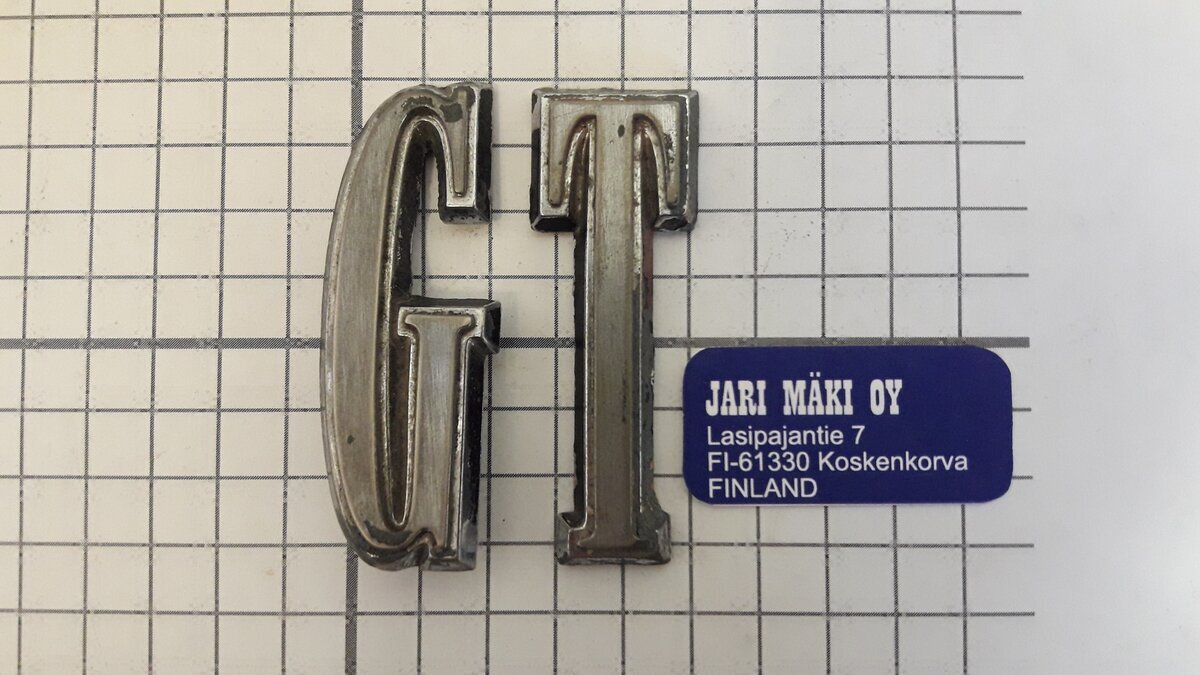 GT
JARI MÄKI OY
Lasipajantie 7
FI-61330 Koskenkorva
FINLAND